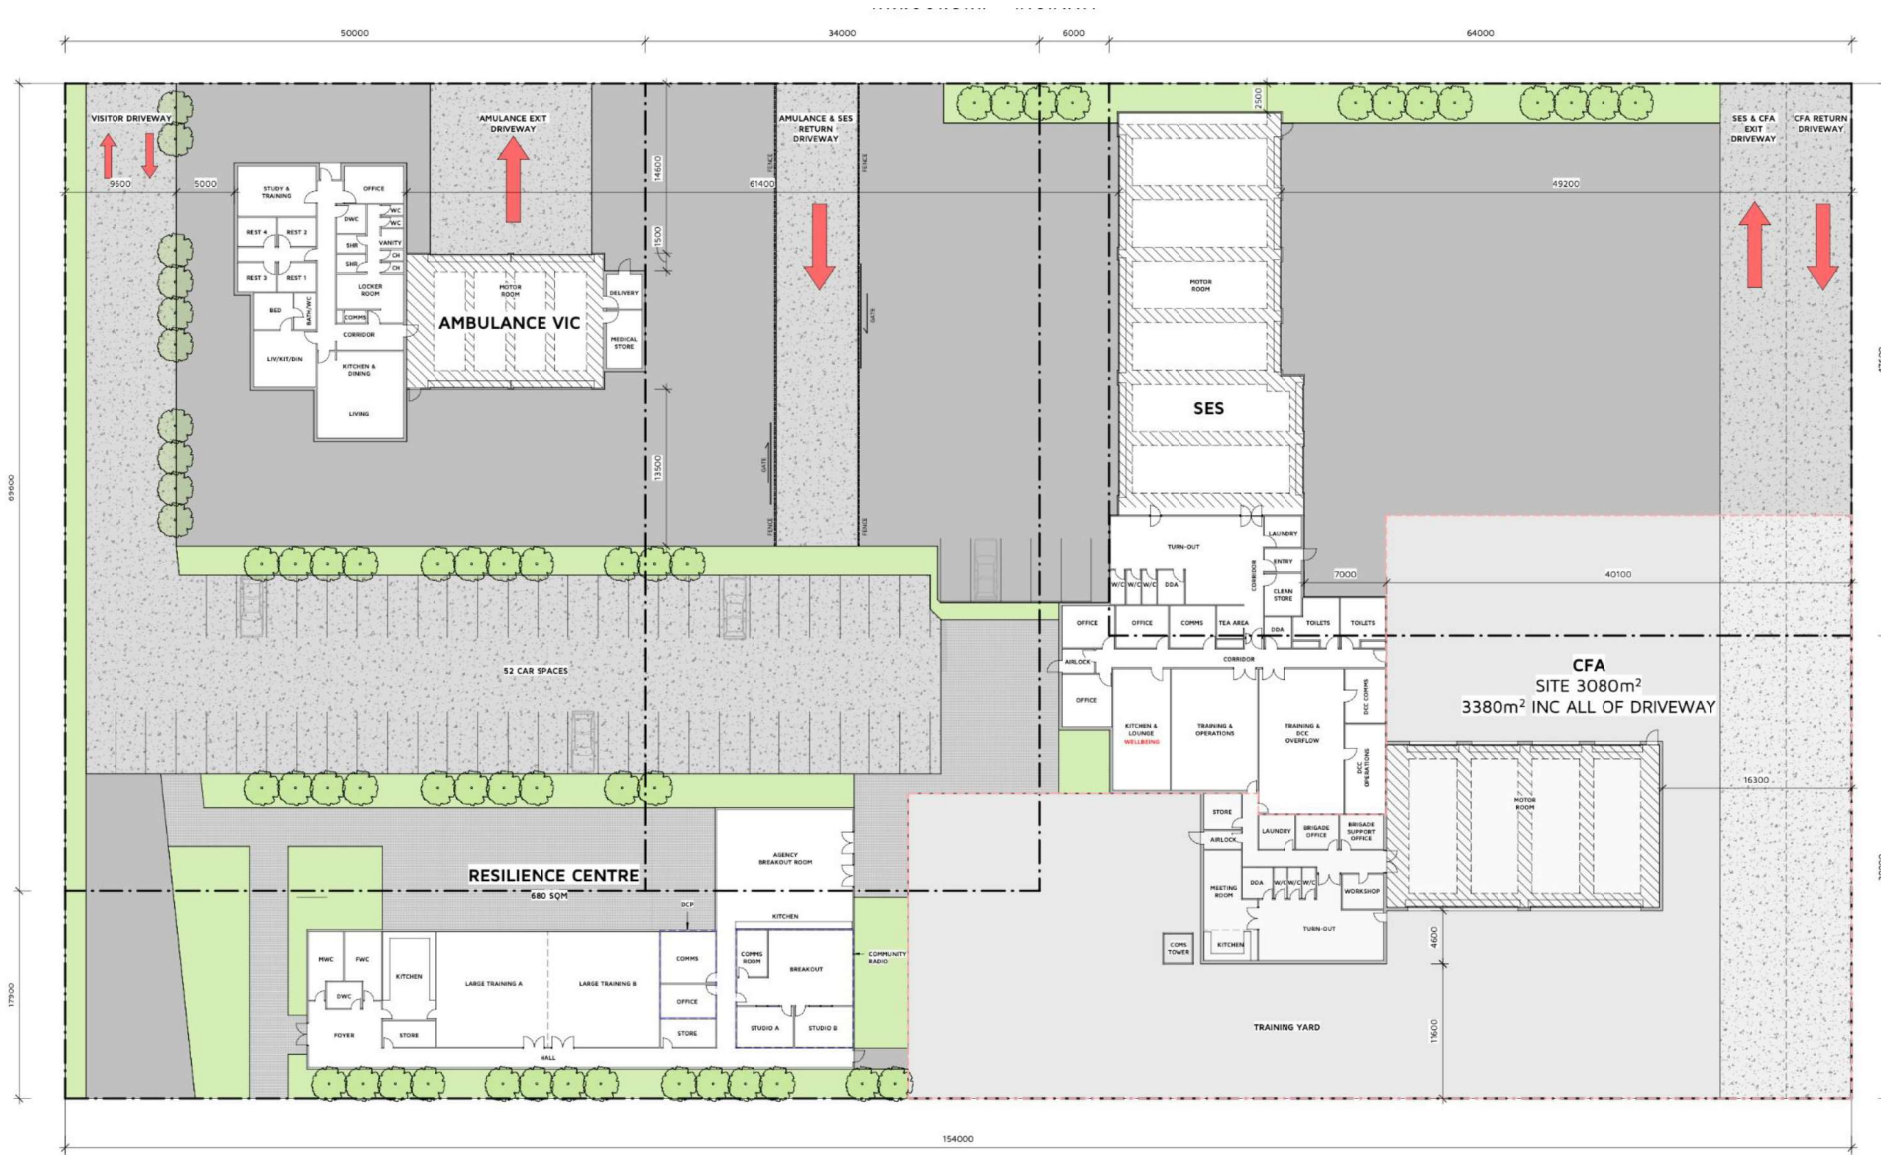 50000
34000
6000
64000
VISITOR DRIVEWAY
AMULANCE EXT
DRIVEWAY
AMULANCE & SES
RETURN
DRIVEWAY
2500
SES & CFA
EXIT
DRIVEWAY
CFA RETURN
DRIVEWAY
FENCE
FENCE
14600
9500
5000
61400
49200
STUDY &
TRAINING
OFFICE
DWC
WC
WC
REST 4
REST 2
SHR
VANITY
SHR
CH
CH
REST 3
REST 1
LOCKER
ROOM
BED
BATH/WC
COMMS
CORRIDOR
LIV/KIT/DIN
KITCHEN &
DINING
LIVING
1500
MOTOR
ROOM
AMBULANCE VIC
DELIVERY
MEDICAL
STORE
GATE
MOTOR
ROOM
SES
13500
GATE
FENCE
FENCE
69600
TURN-OUT
LAUNDRY
ENTRY
CORRIDOR
CLENN
STORE
W/C
W/C
W/C
DDA
7000
40100
OFFICE
OFFICE
COMMS
TEA AREA
DDA
TOILETS
TOILETS
AIRLOCK
CORRIDOR
OFFICE
52 CAR SPACES
KITCHEN &
LOUNGE
WELLBEING
TRAINING &
OPERATIONS
TRAINING &
DCC
OVERFLOW
DCC COMMS
DCC
OPERATIONS
CFA
SITE 3080m²
3380m² INC ALL OF DRIVEWAY
16300
MOTOR
ROOM
STORE
AIRLOCK
LAUNDRY
BRIGADE
OFFICE
BRIGADE
SUPPORT
OFFICE
MEETING
ROOM
DDA
W/C
W/C
W/C
WORKSHOP
TURN-OUT
KITCHEN
COMS
TOWER
4600
11600
TRAINING YARD
AGENCY
BREAKOUT ROOM
RESILIENCE CENTRE
680 SQM
DCP
KITCHEN
COMMUNITY
RADIO
MWC
FWC
DWC
KITCHEN
LARGE TRAINING A
LARGE TRAINING B
COMMS
OFFICE
STORE
COMMS
ROOM
BREAKOUT
STUDIO A
STUDIO B
FOYER
STORE
HALL
17900
154000